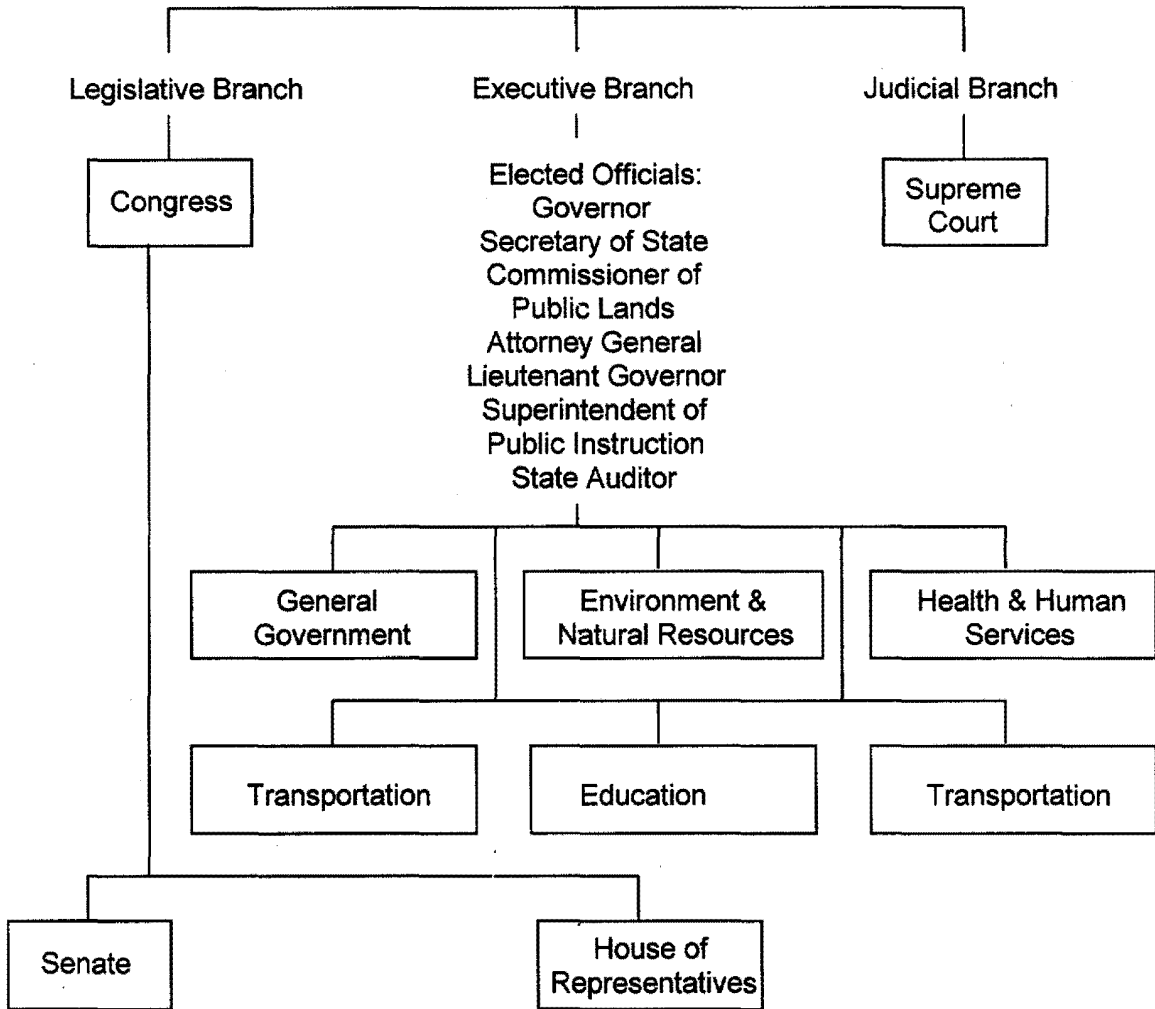 Legislative Branch
Executive Branch
Judicial Branch
Congress
Elected Officials:
Governor
Secretary of State
Commissioner of
Public Lands
Attorney General
Lieutenant Governor
Superintendent of
Public Instruction
State Auditor
Supreme
Court
General
Government
Environment &
Natural Resources
Health & Human
Services
Transportation
Education
Transportation
Senate
House of
Representatives